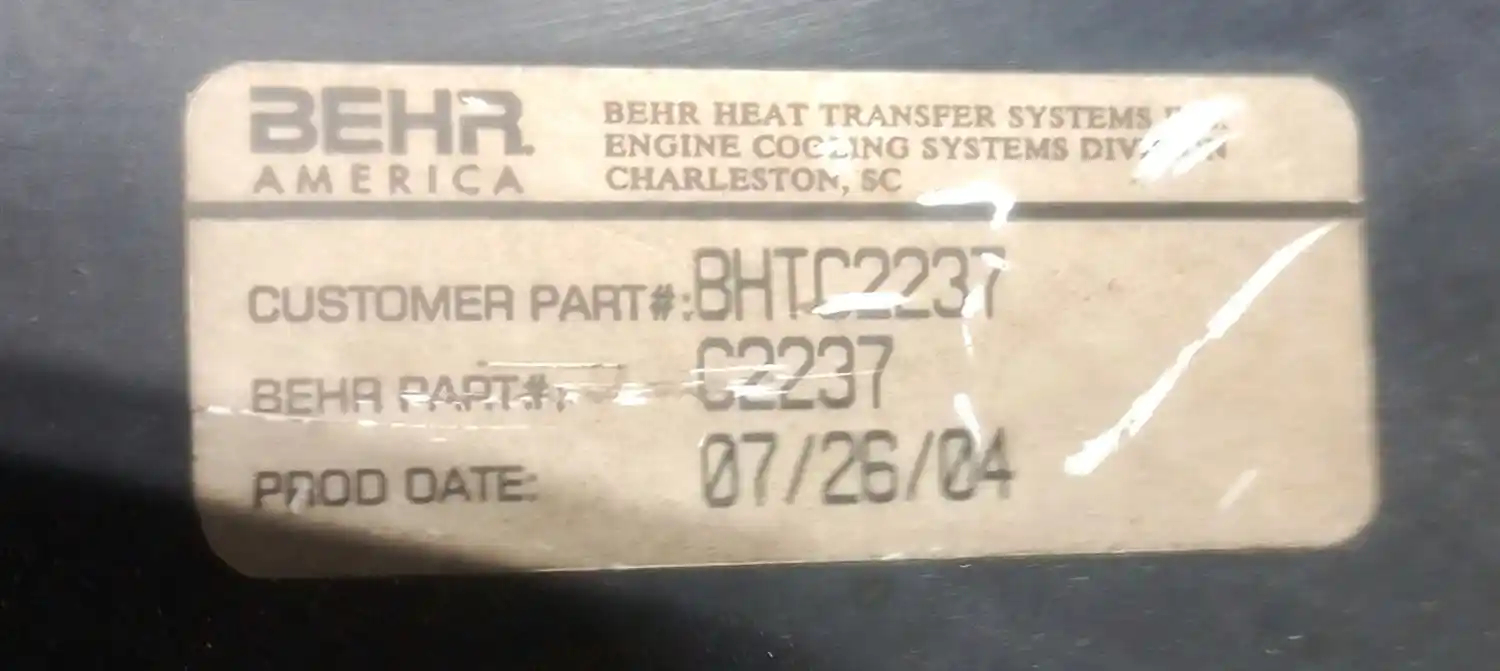 BEHR
AMERICA
BEHR HEAT TRANSFER SYSTEMS
ENGINE COOLING SYSTEMS DIVISION
CHARLESTON, SC
CUSTOMER PART#: BHTC2237
BEHR PART#: C2237
PROD DATE: 07/26/04